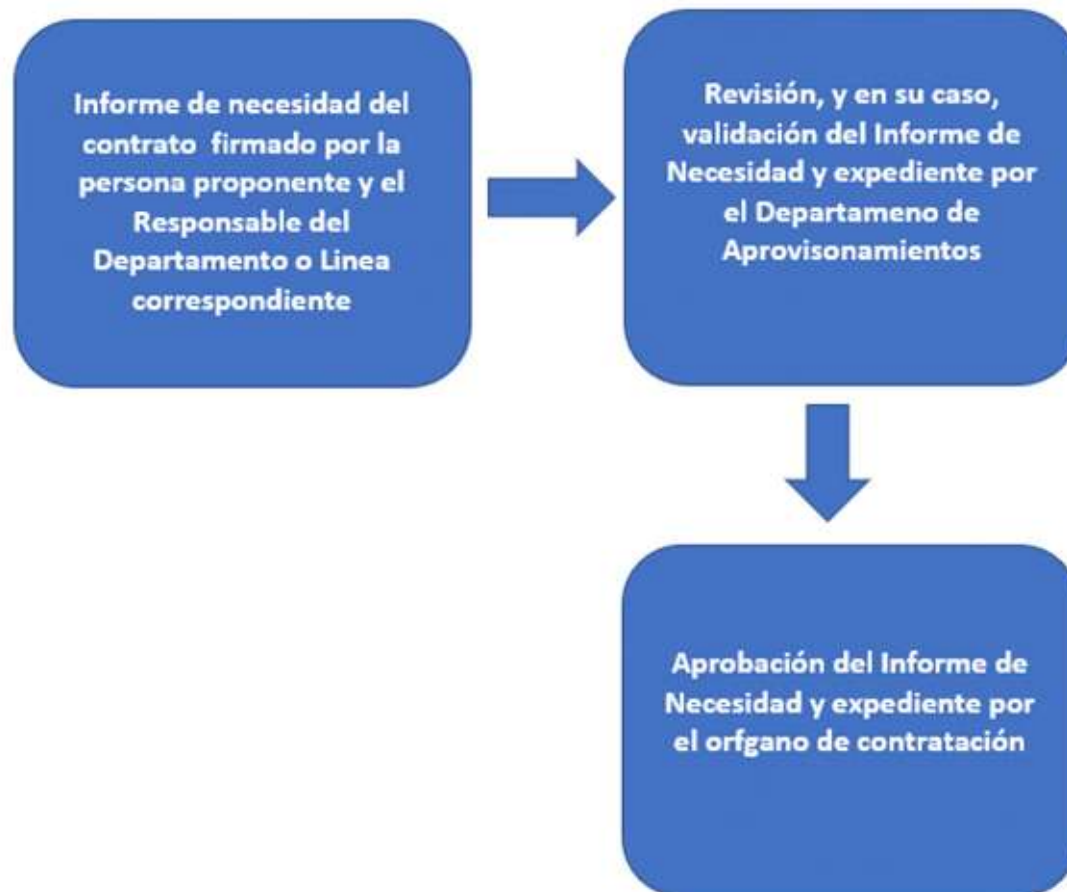 Informe de necesidad del
contrato firmado por la
persona proponente y el
Responsable del
Departamento o Linea
correspondiente
Revisión, y en su caso,
validación del Informe de
Necesidad y expediente por
el Departameno de
Aprovisonamientos
Aprobación del Informe de
Necesidad y expediente por
el orfgano de contratación